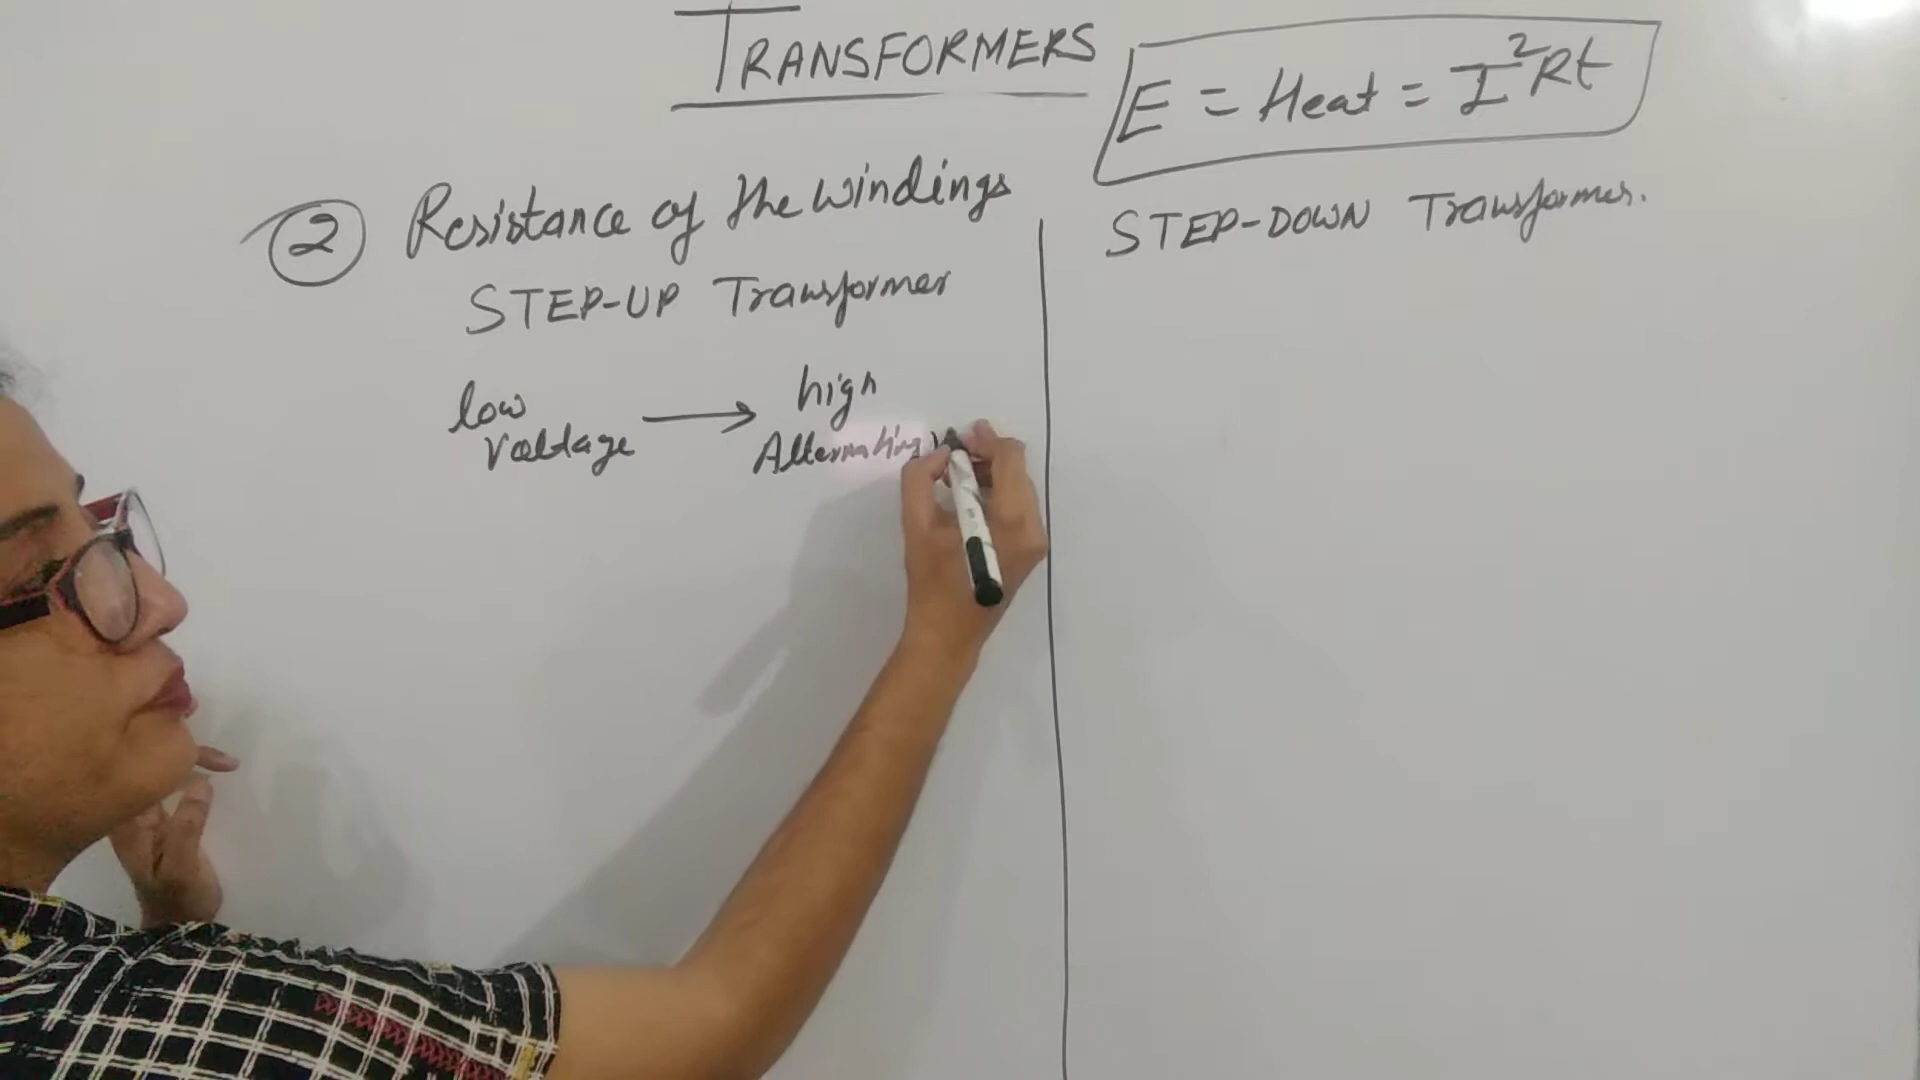 TRANSFORMERS
E = Heat = I²Rt
② Resistance of the windings
STEP-UP Transformer
low voltage → high Alternating V
STEP-DOWN Transformer.